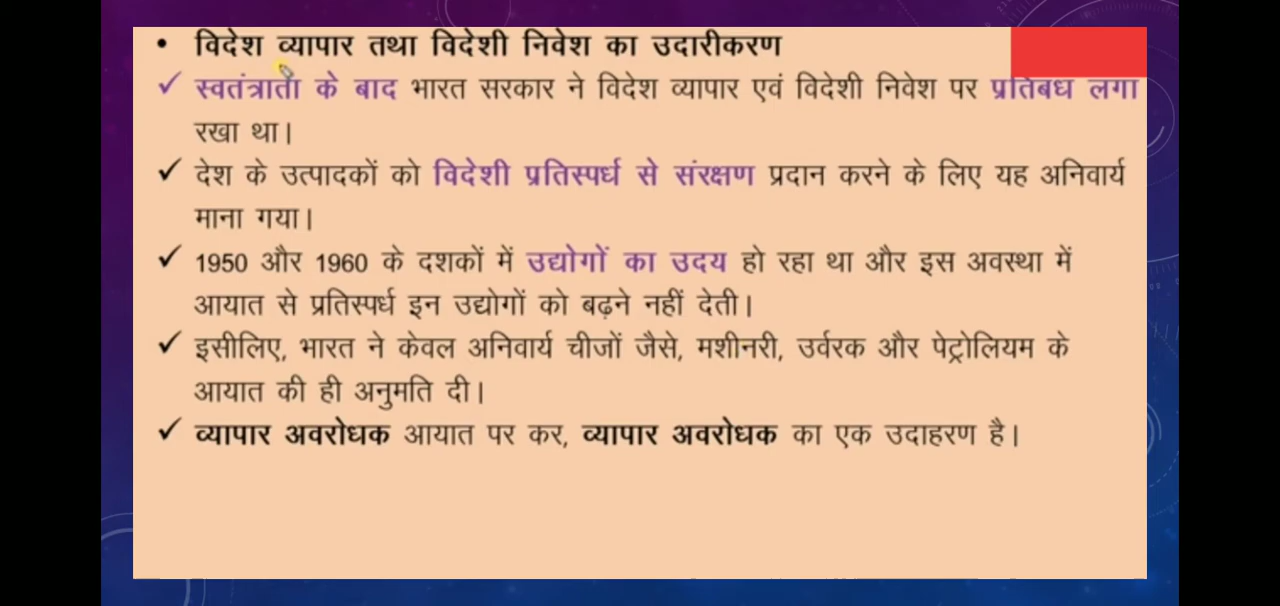 • विदेश व्यापार तथा विदेशी निवेश का उदारीकरण
✓ स्वतंत्राता के बाद भारत सरकार ने विदेश व्यापार एवं विदेशी निवेश पर प्रतिबध लगा
रखा था।
✓ देश के उत्पादकों को विदेशी प्रतिस्पर्ध से संरक्षण प्रदान करने के लिए यह अनिवार्य
माना गया।
✓ 1950 और 1960 के दशकों में उद्योगों का उदय हो रहा था और इस अवस्था में
आयात से प्रतिस्पर्ध इन उद्योगों को बढ़ने नहीं देती।
✓ इसीलिए, भारत ने केवल अनिवार्य चीजों जैसे, मशीनरी, उर्वरक और पेट्रोलियम के
आयात की ही अनुमति दी।
✓ व्यापार अवरोधक आयात पर कर, व्यापार अवरोधक का एक उदाहरण है।